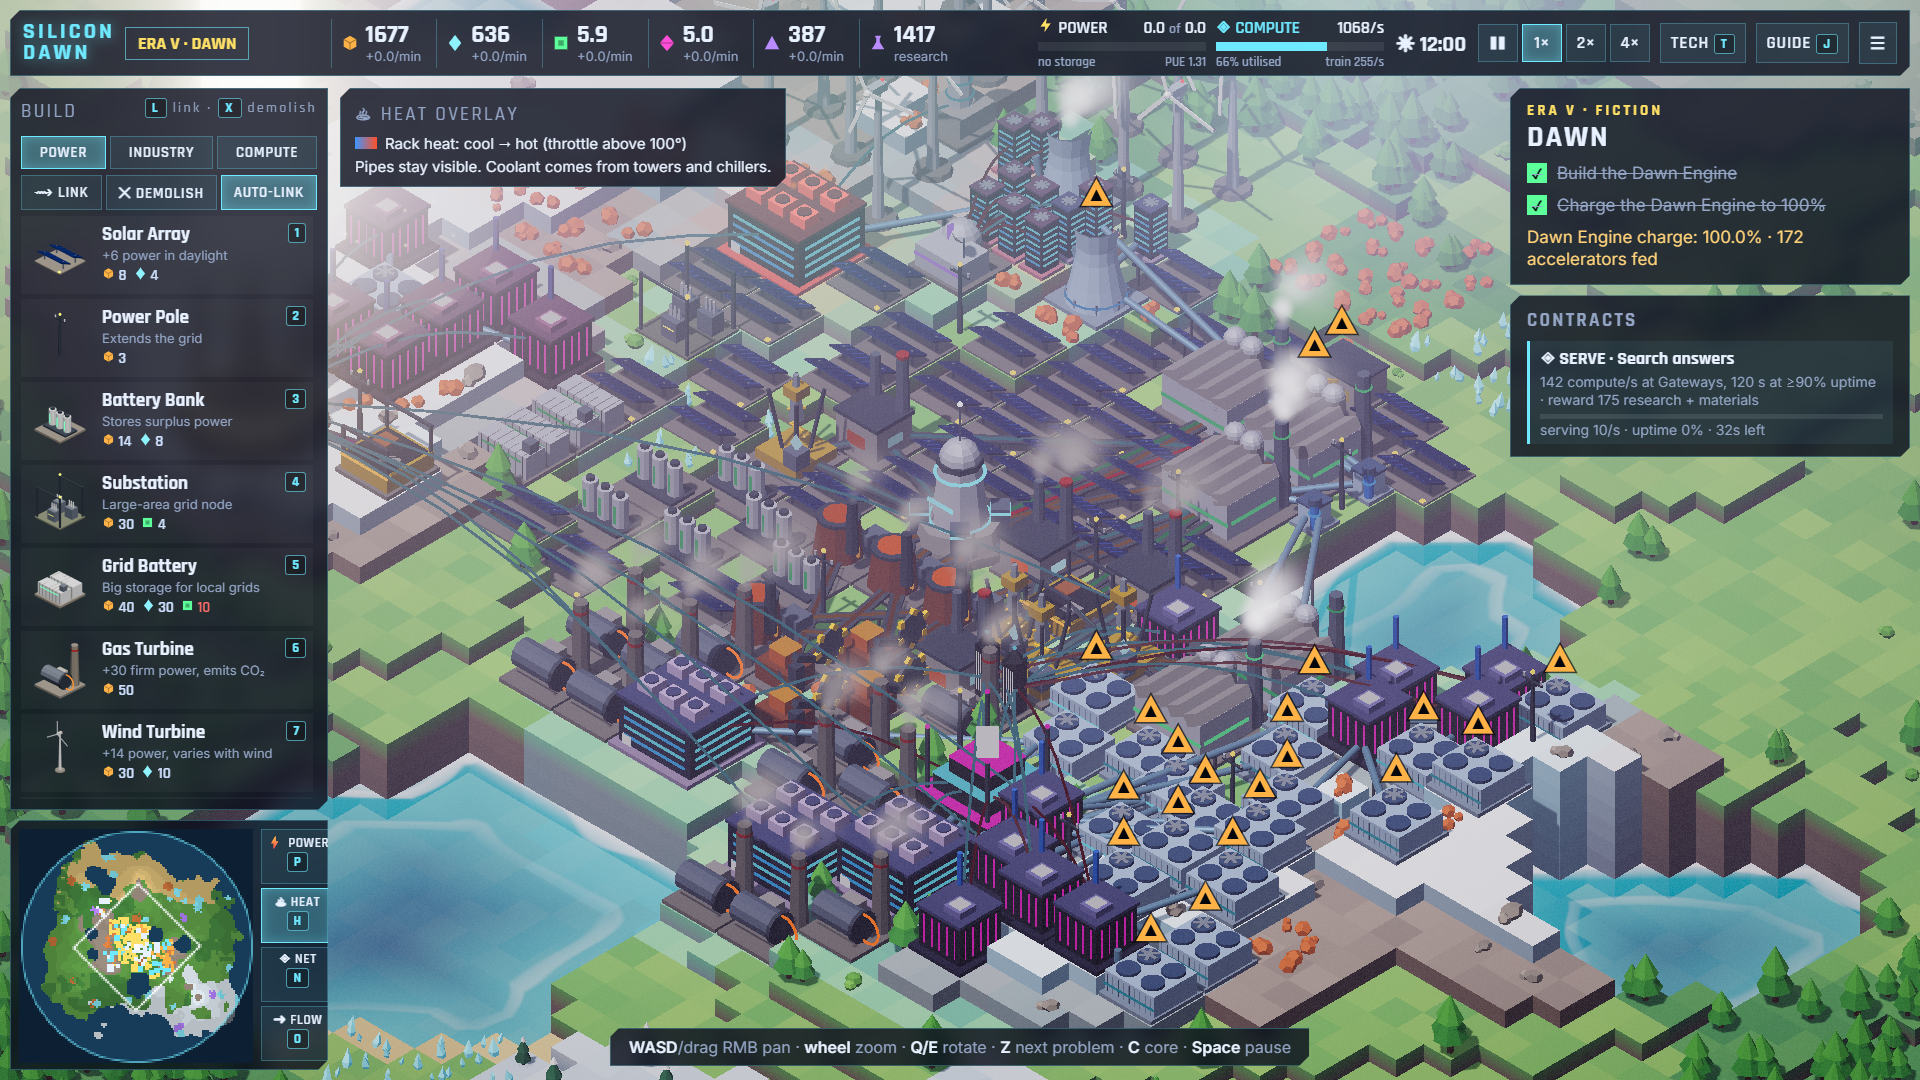 SILICON DAWN
ERA V · DAWN
1677
+0.0/min
636
+0.0/min
5.9
+0.0/min
5.0
+0.0/min
387
+0.0/min
1417
research
POWER 0.0 of 0.0
no storage PUE 1.31
COMPUTE 1068/s
66% utilised train 255/s
12:00
1×
2×
4×
TECH T
GUIDE J
BUILD
L link · X demolish
POWER
INDUSTRY
COMPUTE
LINK
DEMOLISH
AUTO-LINK
Solar Array 1
+6 power in daylight
8 4
Power Pole 2
Extends the grid
3
Battery Bank 3
Stores surplus power
14 8
Substation 4
Large-area grid node
30 4
Grid Battery 5
Big storage for local grids
40 30 10
Gas Turbine 6
+30 firm power, emits CO₂
50
Wind Turbine 7
+14 power, varies with wind
30 10
HEAT OVERLAY
Rack heat: cool → hot (throttle above 100°)
Pipes stay visible. Coolant comes from towers and chillers.
ERA V · FICTION
DAWN
Build the Dawn Engine
Charge the Dawn Engine to 100%
Dawn Engine charge: 100.0% · 172
accelerators fed
CONTRACTS
SERVE · Search answers
142 compute/s at Gateways, 120 s at ≥90% uptime
· reward 175 research + materials
serving 10/s · uptime 0% · 32s left
POWER
P
HEAT
H
NET
N
FLOW
O
WASD/drag RMB pan · wheel zoom · Q/E rotate · Z next problem · C core · Space pause